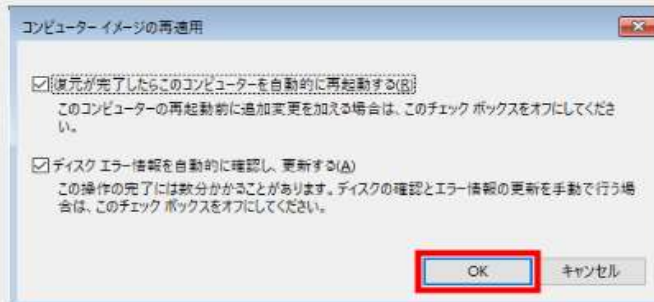 コンピューター イメージの再適用
復元が完了したらこのコンピューターを自動的に再起動する(R)
このコンピューターの再起動前に追加変更を加える場合は、このチェック ボックスをオフにしてくださ
い。
ディスク エラー情報を自動的に確認し、更新する(A)
この操作の完了には数分かかることがあります。ディスクの確認とエラー情報の更新を手動で行う場
合は、このチェック ボックスをオフにしてください。
OK
キャンセル